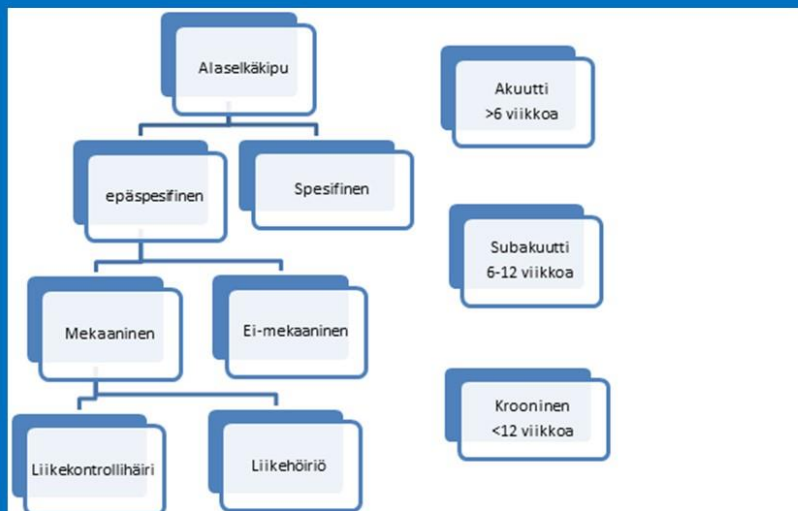 Alaselkäkipu
epäspesifinen
Spesifinen
Mekaaninen
Ei-mekaaninen
Liikekontrollihäiri
Liikehöiriö
Akuutti
>6 viikkoa
Subakuutti
6-12 viikkoa
Krooninen
<12 viikkoa